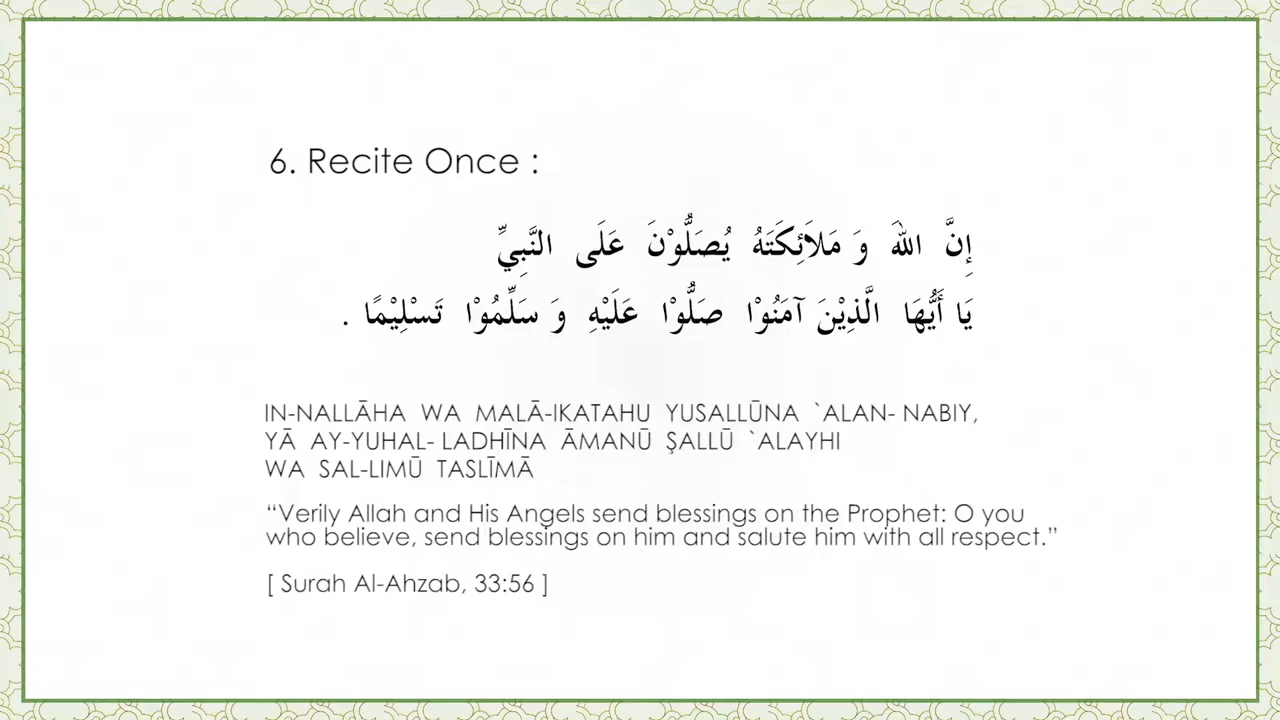 6. Recite Once :
إِنَّ اللهَ وَ مَلاَئِكَتَهُ يُصَلُّوْنَ عَلَى النَّبِيِّ
يَا أَيُّهَا الَّذِيْنَ آمَنُوْا صَلُّوْا عَلَيْهِ وَ سَلِّمُوْا تَسْلِيْمًا .
IN-NALLĀHA WA MALĀ-IKATAHU YUSALLŪNA `ALAN- NABIY,
YĀ AY-YUHAL- LADHĪNA ĀMANŪ ŞALLŪ `ALAYHI
WA SAL-LIMŪ TASLĪMĀ
“Verily Allah and His Angels send blessings on the Prophet: O you
who believe, send blessings on him and salute him with all respect.”
[ Surah Al-Ahzab, 33:56 ]